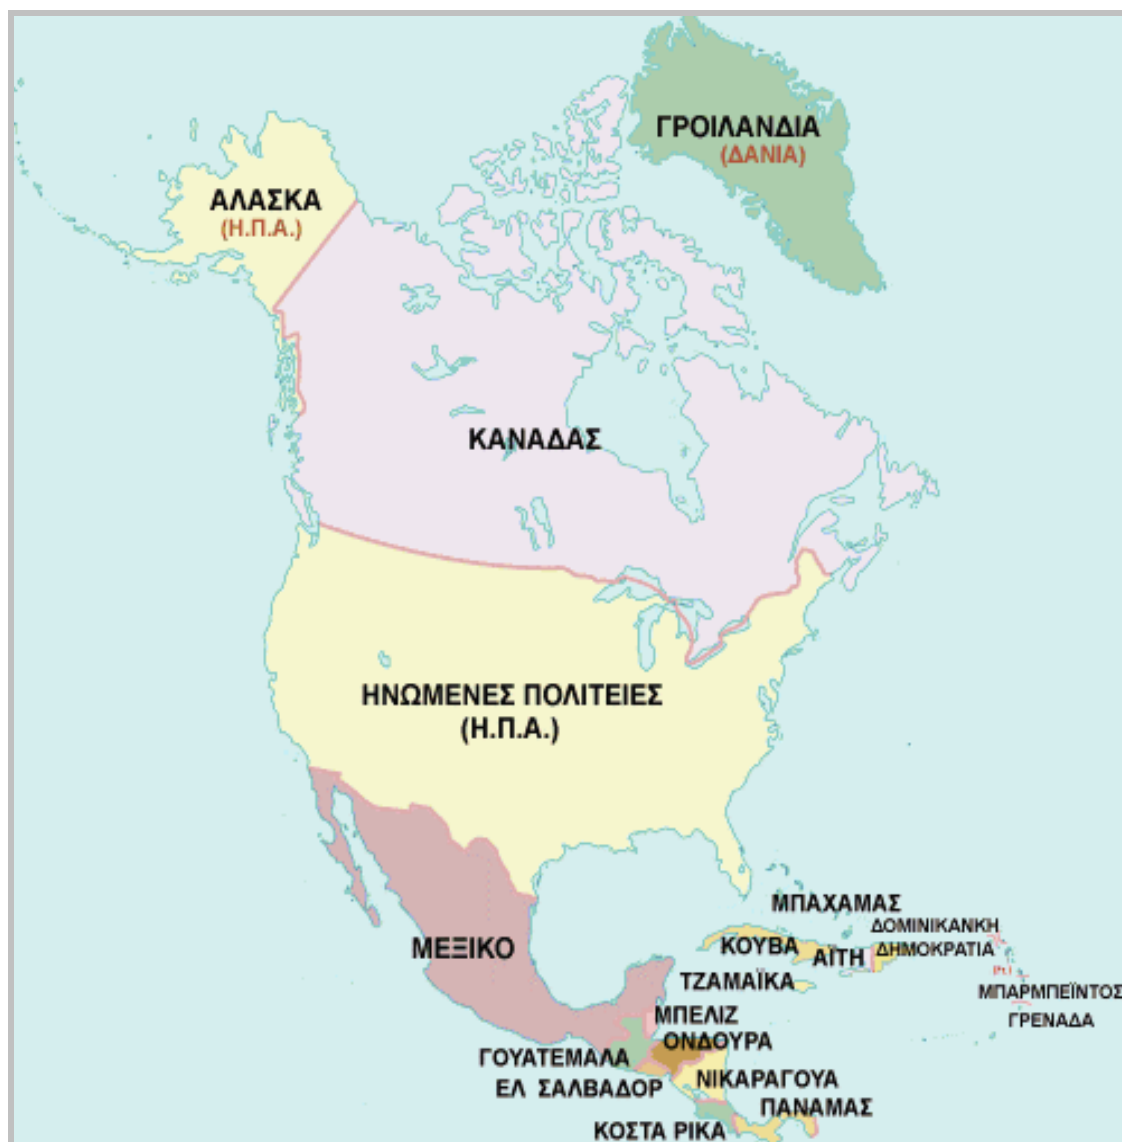 ΓΡΟΙΛΑΝΔΙΑ
(ΔΑΝΙΑ)
ΑΛΑΣΚΑ
(Η.Π.Α.)
ΚΑΝΑΔΑΣ
ΗΝΩΜΕΝΕΣ ΠΟΛΙΤΕΙΕΣ
(Η.Π.Α.)
ΜΠΑΧΑΜΑΣ
ΔΟΜΙΝΙΚΑΝΚΗ
ΔΗΜΟΚΡΑΤΙΑ
ΚΟΥΒΑ
ΑΪΤΗ
ΜΕΞΙΚΟ
ΤΖΑΜΑΪΚΑ
ΜΠΑΡΜΠΕΪΝΤΟΣ
ΓΡΕΝΑΔΑ
ΜΠΕΛΙΖ
ΟΝΔΟΥΡΑ
ΓΟΥΑΤΕΜΑΛΑ
ΕΛ ΣΑΛΒΑΔΟΡ
ΝΙΚΑΡΑΓΟΥΑ
ΠΑΝΑΜΑΣ
ΚΟΣΤΑ ΡΙΚΑ